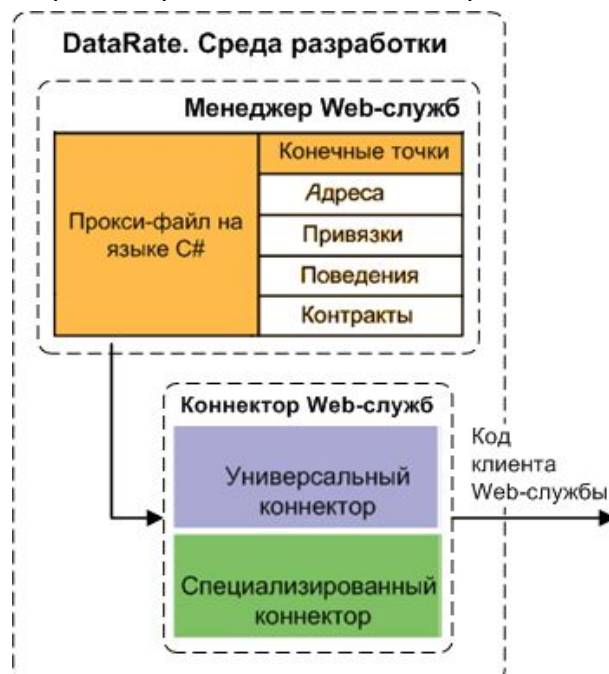 DataRate. Среда разработки
Менеджер Web-служб
Прокси-файл на
языке C#
Конечные точки
Адреса
Привязки
Поведения
Контракты
Коннектор Web-служб
Универсальный
коннектор
Специализированный
коннектор
Код
клиента
Web-службы